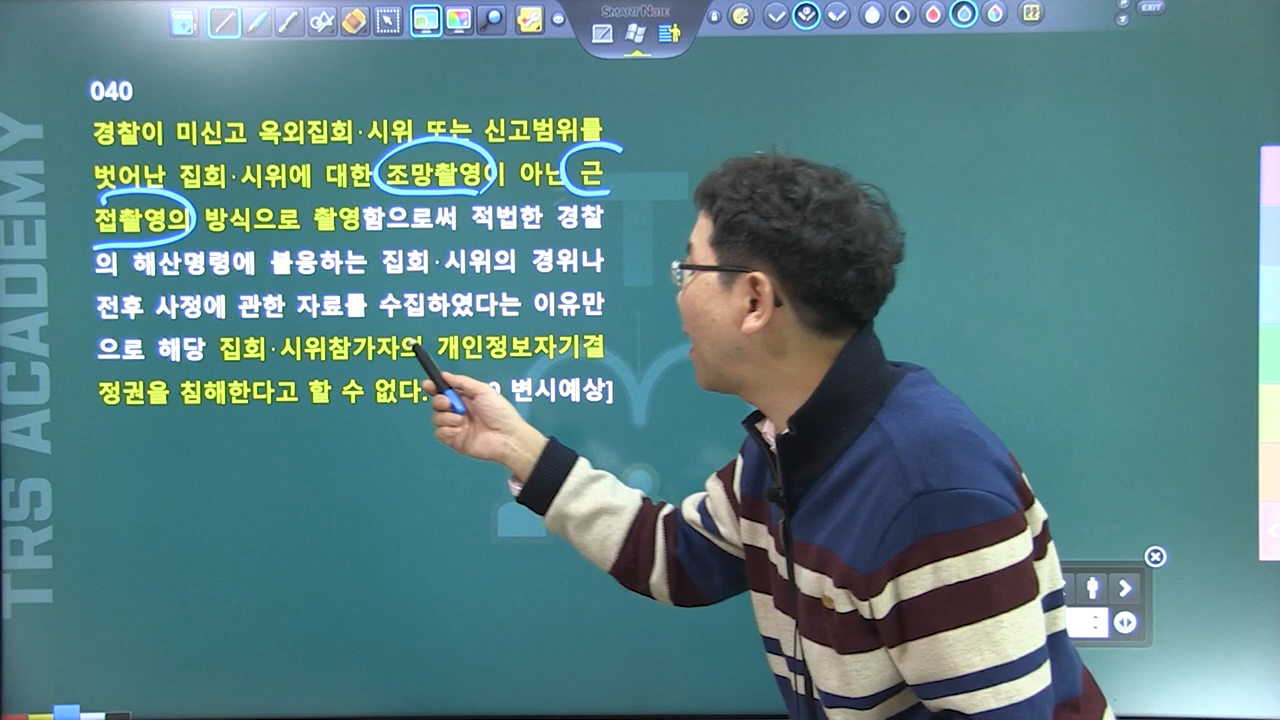 SMART NOTE
EXIT
040
경찰이 미신고 옥외집회·시위 또는 신고범위를
벗어난 집회·시위에 대한 조망촬영이 아닌 근
접촬영의 방식으로 촬영함으로써 적법한 경찰
의 해산명령에 불응하는 집회·시위의 경위나
전후 사정에 관한 자료를 수집하였다는 이유만
으로 해당 집회·시위참가자의 개인정보자기결
정권을 침해한다고 할 수 없다. 변시예상]
TRS ACADEMY